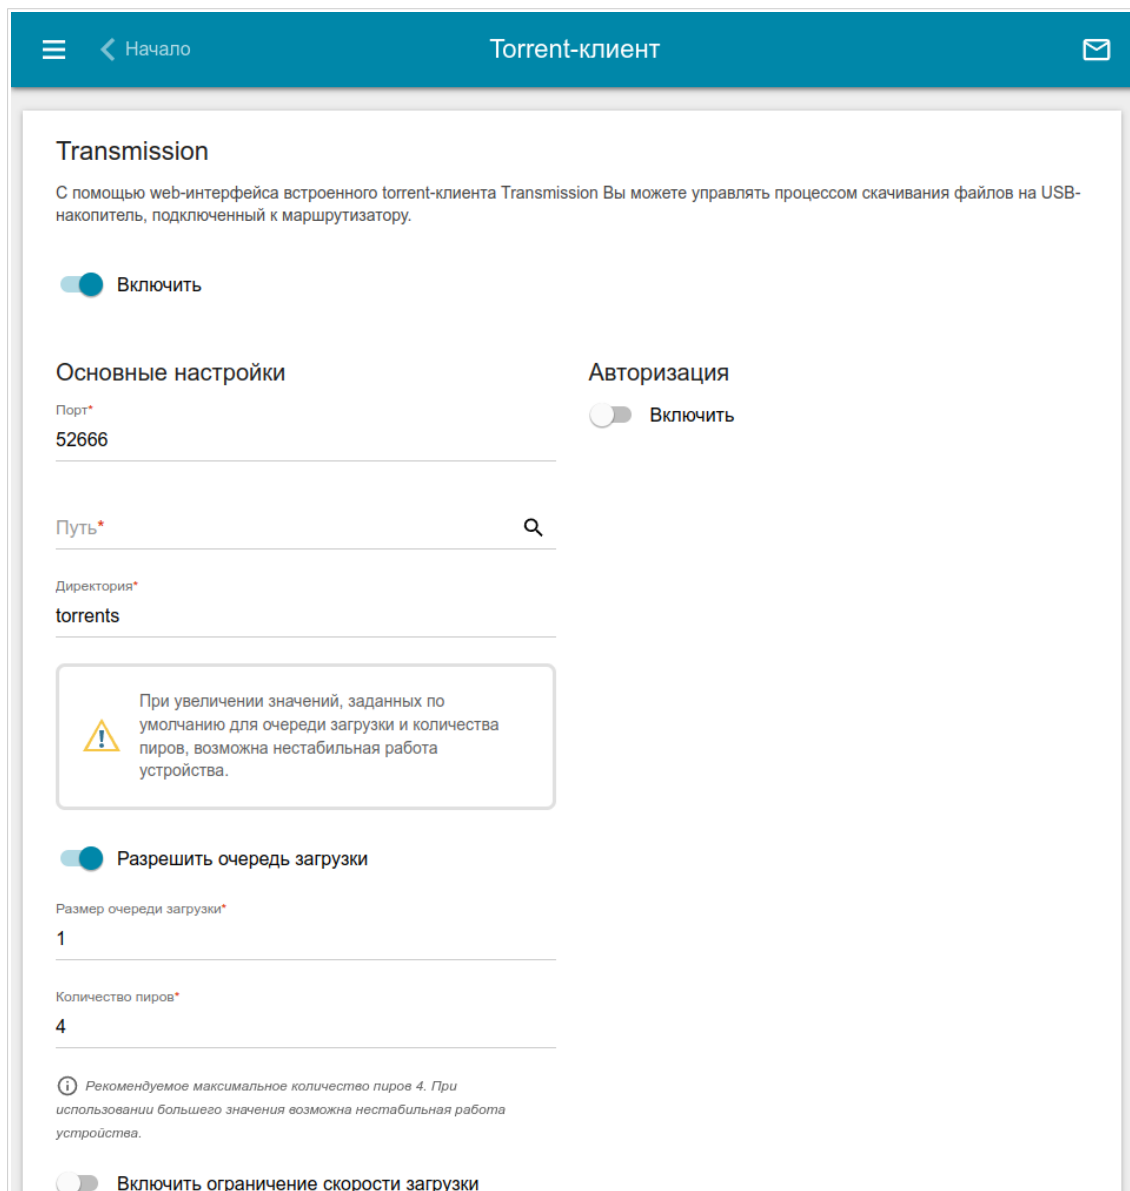 Начало
Torrent-клиент
Transmission
С помощью web-интерфейса встроенного torrent-клиента Transmission Вы можете управлять процессом скачивания файлов на USB-
накопитель, подключенный к маршрутизатору.
Включить
Основные настройки
Порт*
52666
Путь*
Директория*
torrents
При увеличении значений, заданных по
умолчанию для очереди загрузки и количества
пиров, возможна нестабильная работа
устройства.
Разрешить очередь загрузки
Размер очереди загрузки*
1
Количество пиров*
4
Рекомендуемое максимальное количество пиров 4. При
использовании большего значения возможна нестабильная работа
устройства.
Включить ограничение скорости загрузки
Авторизация
Включить